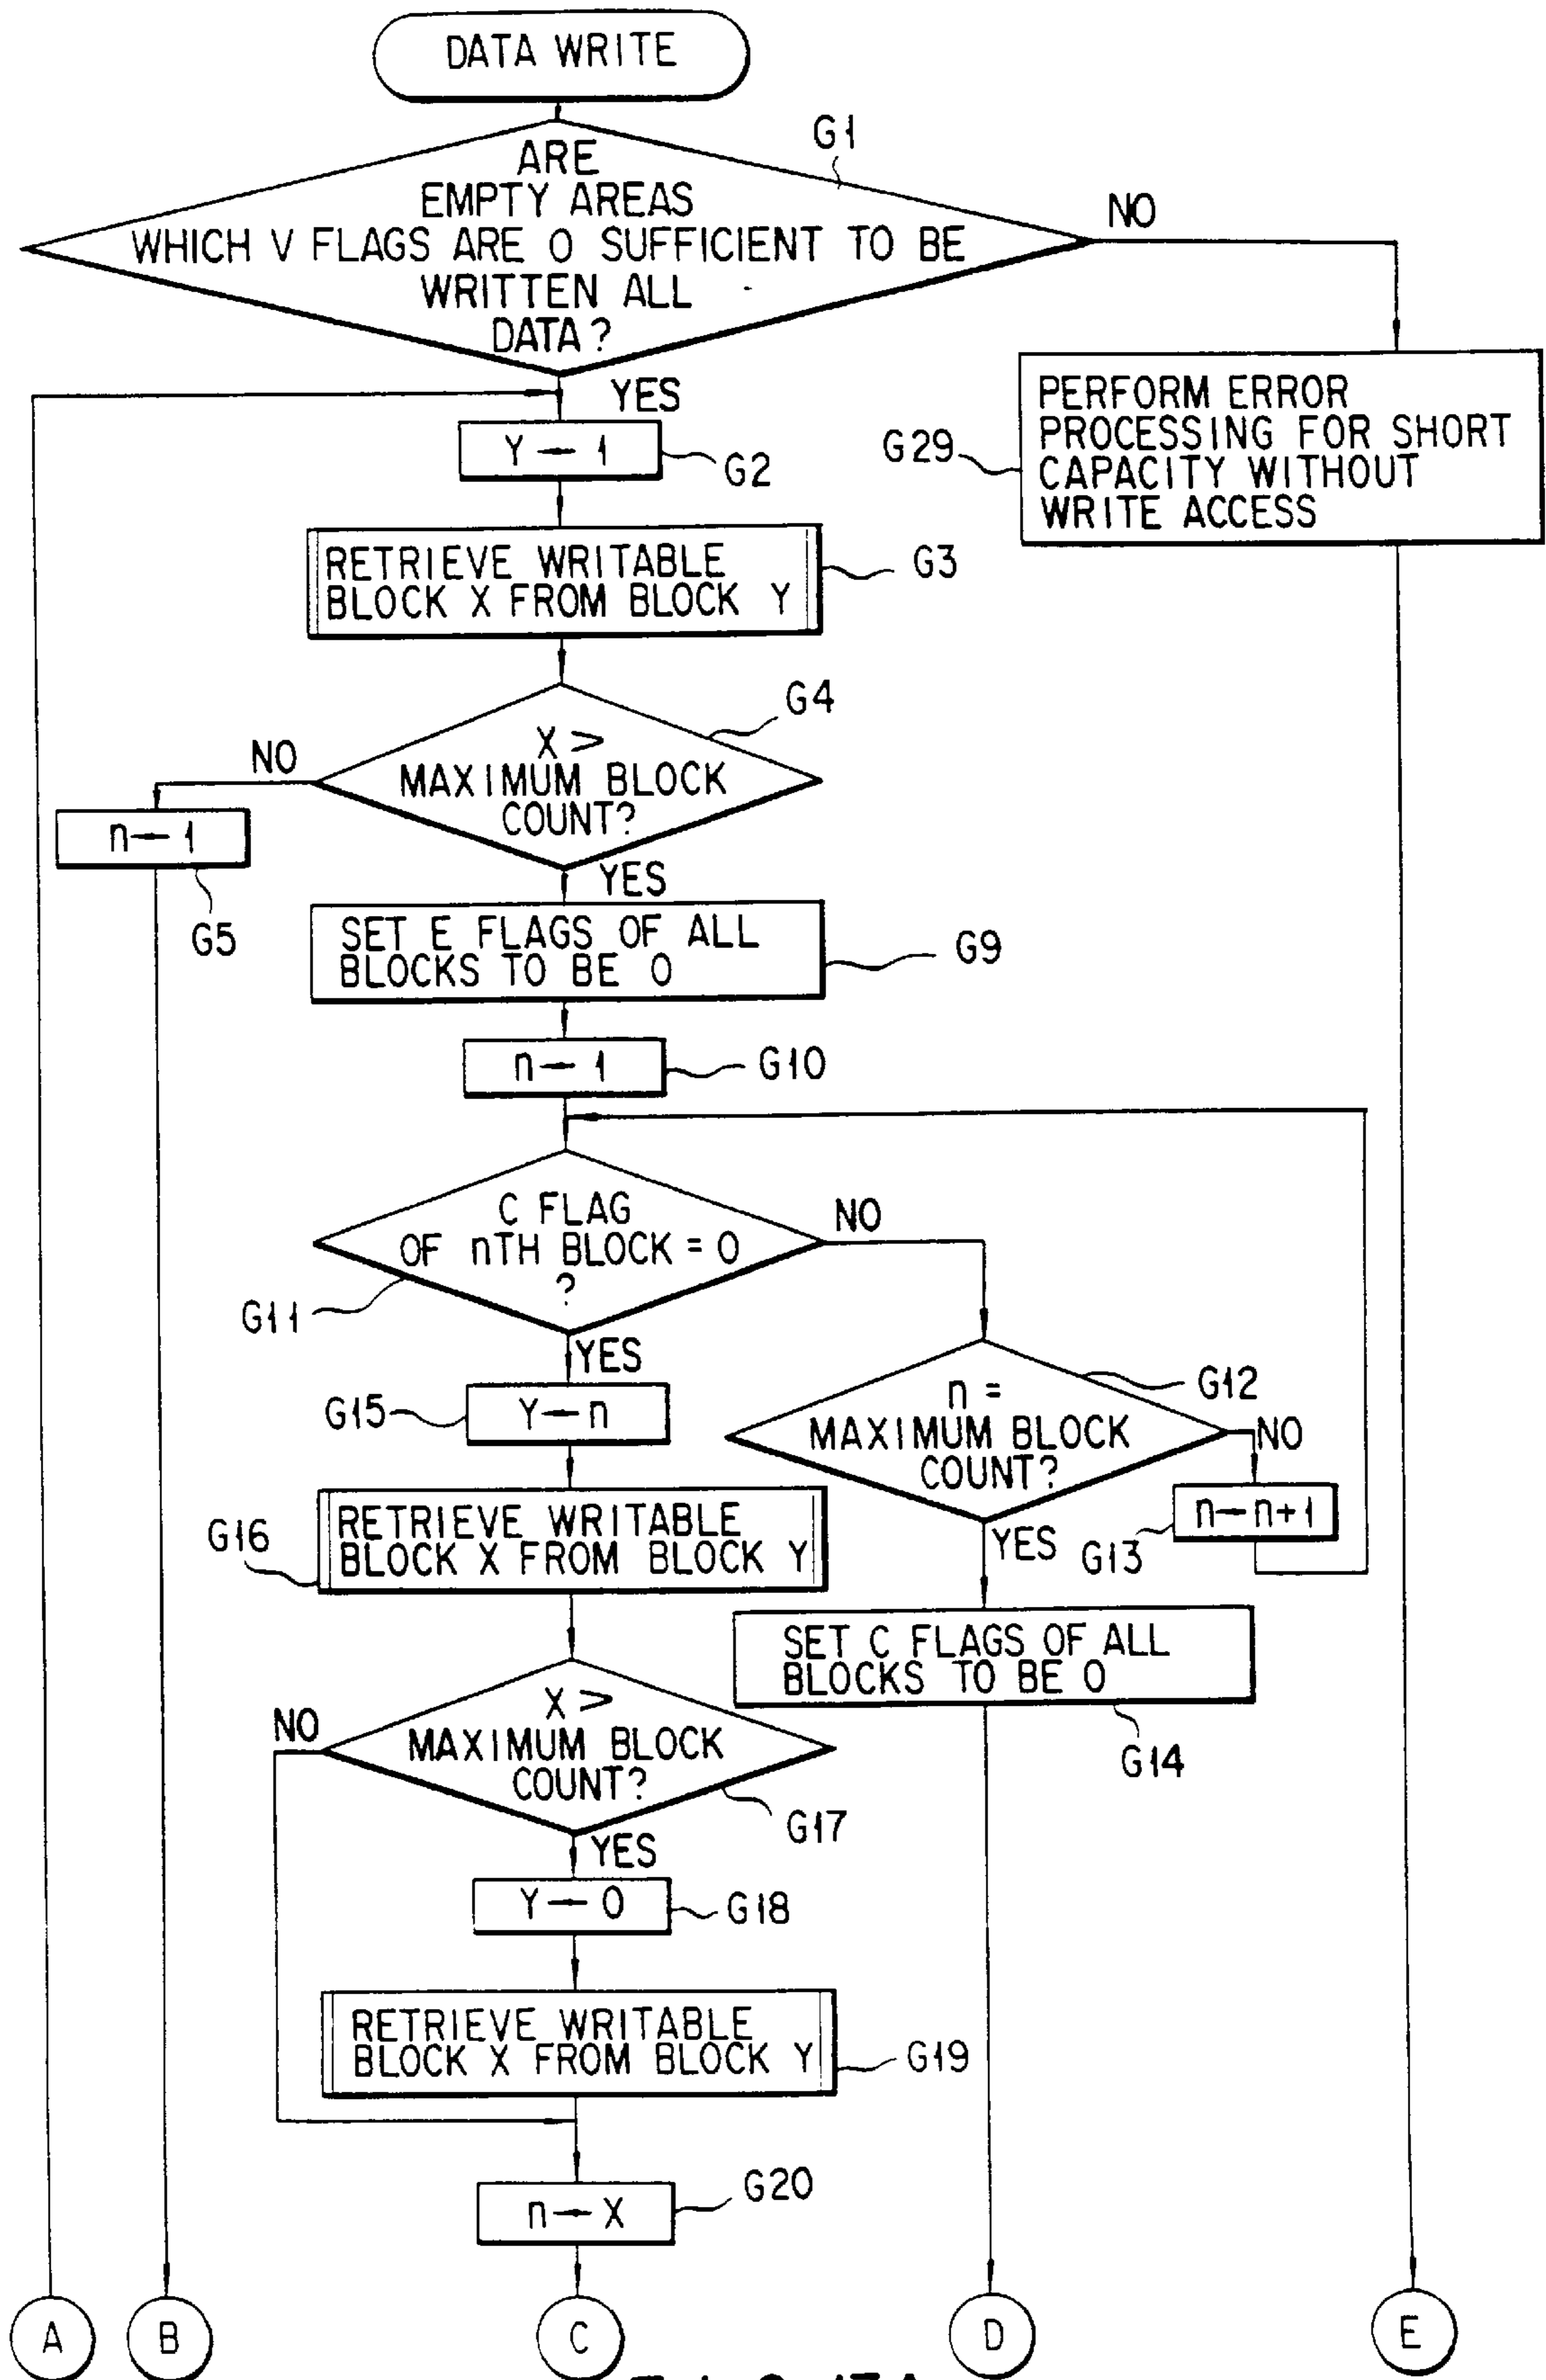 DATA WRITE
G1
ARE
EMPTY AREAS
WHICH V FLAGS ARE 0 SUFFICIENT TO BE
WRITTEN ALL
DATA?
NO
YES
PERFORM ERROR
PROCESSING FOR SHORT
CAPACITY WITHOUT
WRITE ACCESS
G29
Y ← 1
G2
RETRIEVE WRITABLE
BLOCK X FROM BLOCK Y
G3
G4
X >
MAXIMUM BLOCK
COUNT?
NO
n ← 1
G5
YES
SET E FLAGS OF ALL
BLOCKS TO BE 0
G9
n ← 1
G10
C FLAG
OF nTH BLOCK = 0
?
NO
G11
YES
G12
n =
MAXIMUM BLOCK
COUNT?
NO
G15
Y ← n
n ← n+1
G13
YES
G16
RETRIEVE WRITABLE
BLOCK X FROM BLOCK Y
SET C FLAGS OF ALL
BLOCKS TO BE 0
G14
X >
MAXIMUM BLOCK
COUNT?
NO
G17
YES
Y ← 0
G18
RETRIEVE WRITABLE
BLOCK X FROM BLOCK Y
G19
n ← X
G20
A
B
C
D
E